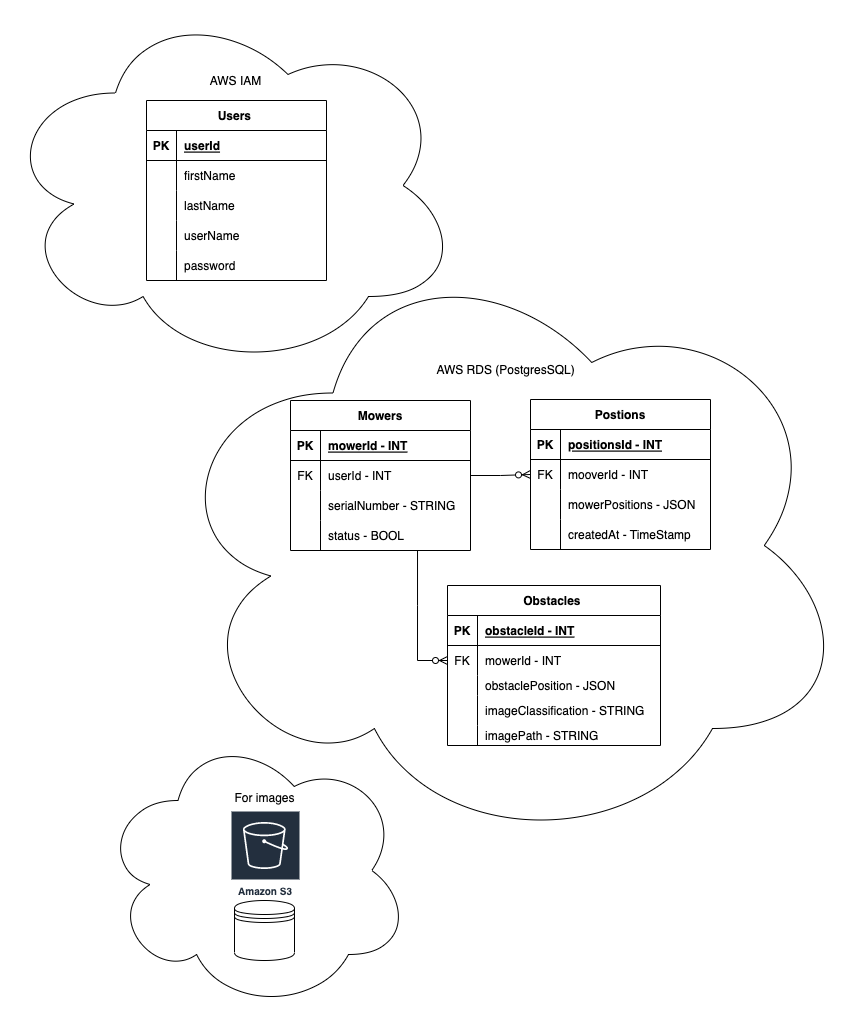 AWS IAM
Users
PK userId
firstName
lastName
userName
password
AWS RDS (PostgresSQL)
Mowers
PK mowerId - INT
FK userId - INT
serialNumber - STRING
status - BOOL
Postions
PK positionsId - INT
FK mooverId - INT
mowerPositions - JSON
createdAt - TimeStamp
Obstacles
PK obstacleId - INT
FK mowerId - INT
obstaclePosition - JSON
imageClassification - STRING
imagePath - STRING
For images
Amazon S3